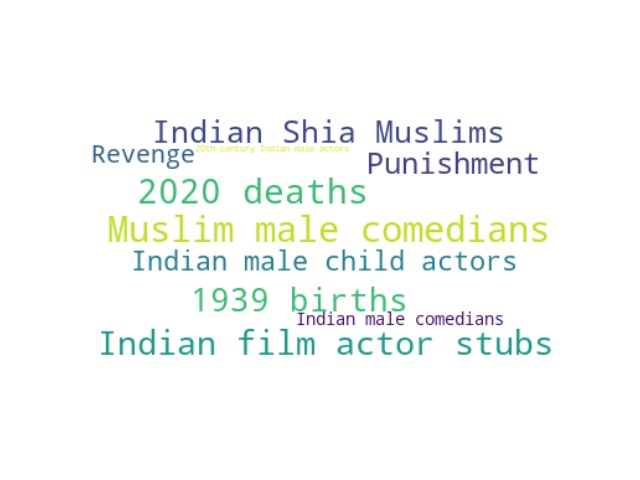 Indian Shia Muslims
20th-century Indian male actors
Revenge
Punishment
2020 deaths
Muslim male comedians
Indian male child actors
1939 births
Indian male comedians
Indian film actor stubs